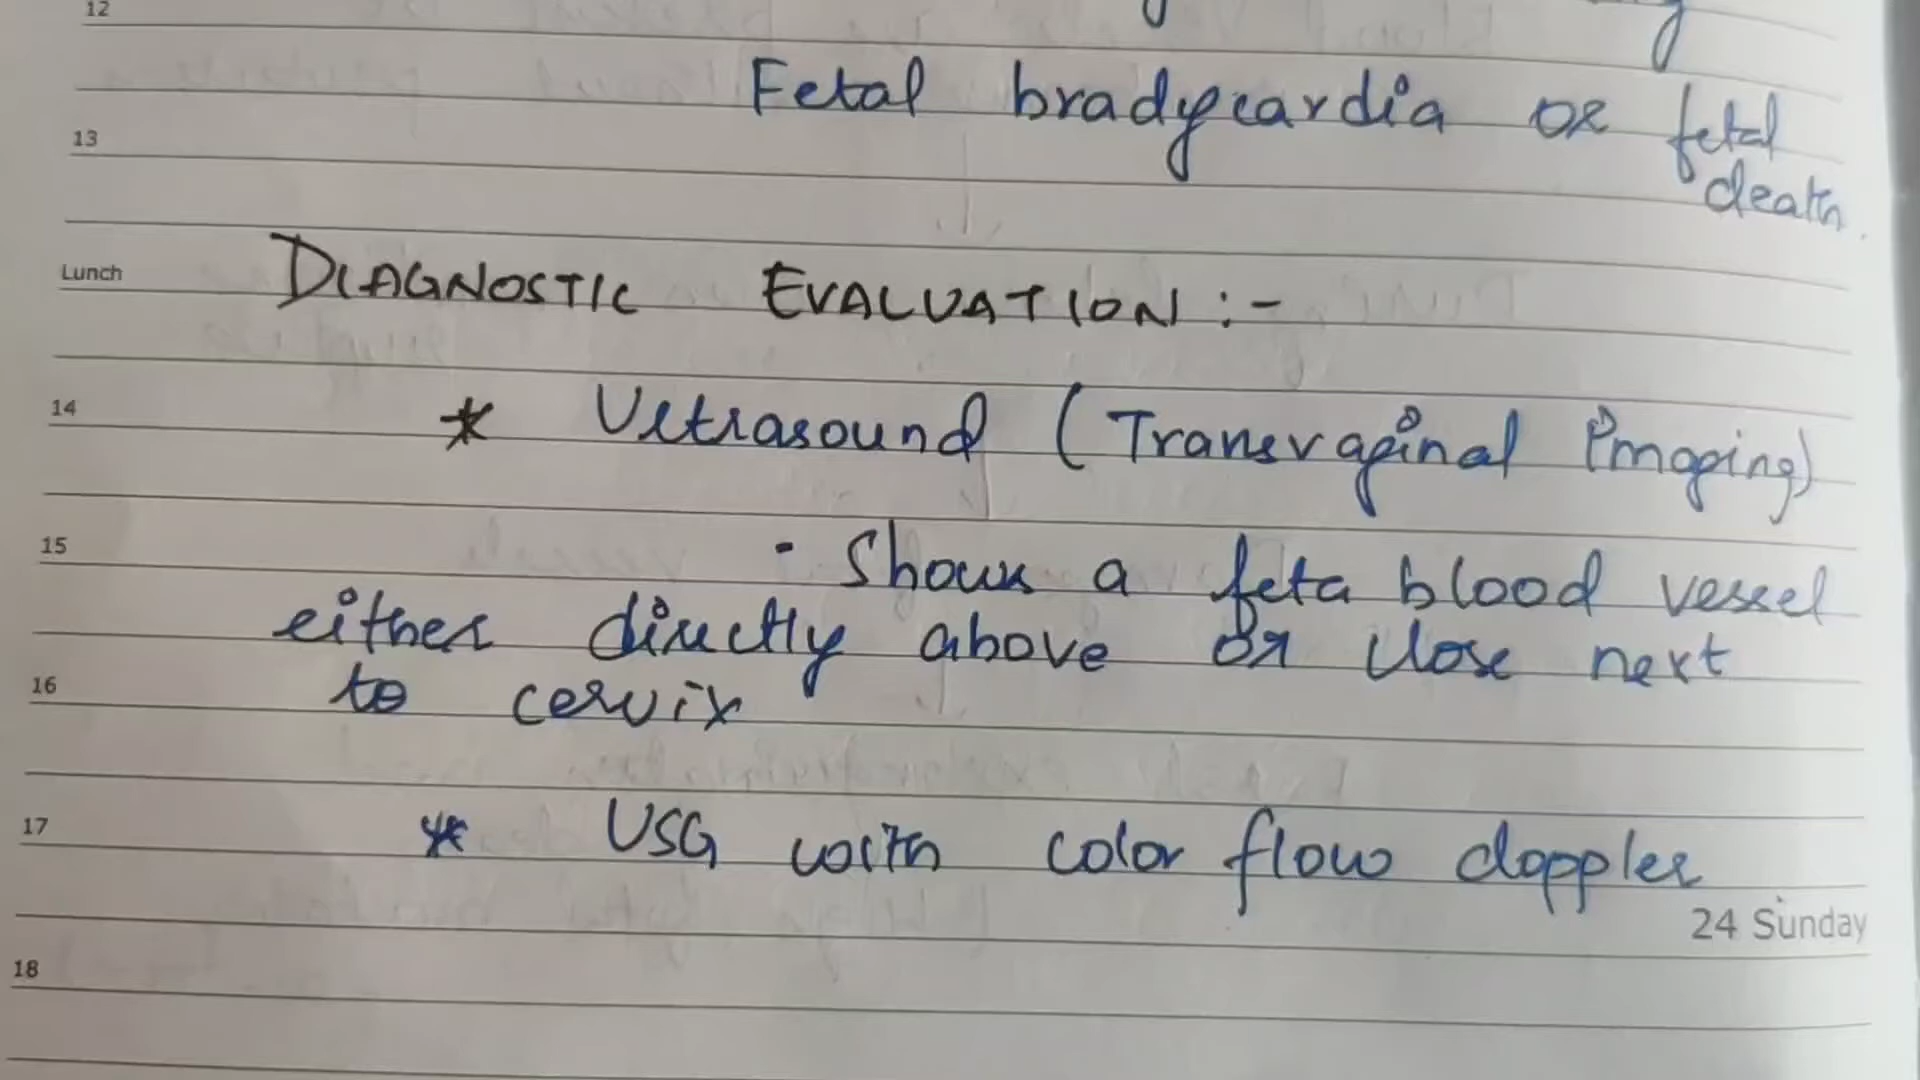 12
Fetal bradycardia or fetal
death.
13
Lunch
DIAGNOSTIC EVALUATION :-
14
* Ultrasound (Transvaginal imaging)
15
- Shows a feta blood vessel
either directly above or close next
16
to cervix
17
* USG with color flow doppler
24 Sunday
18